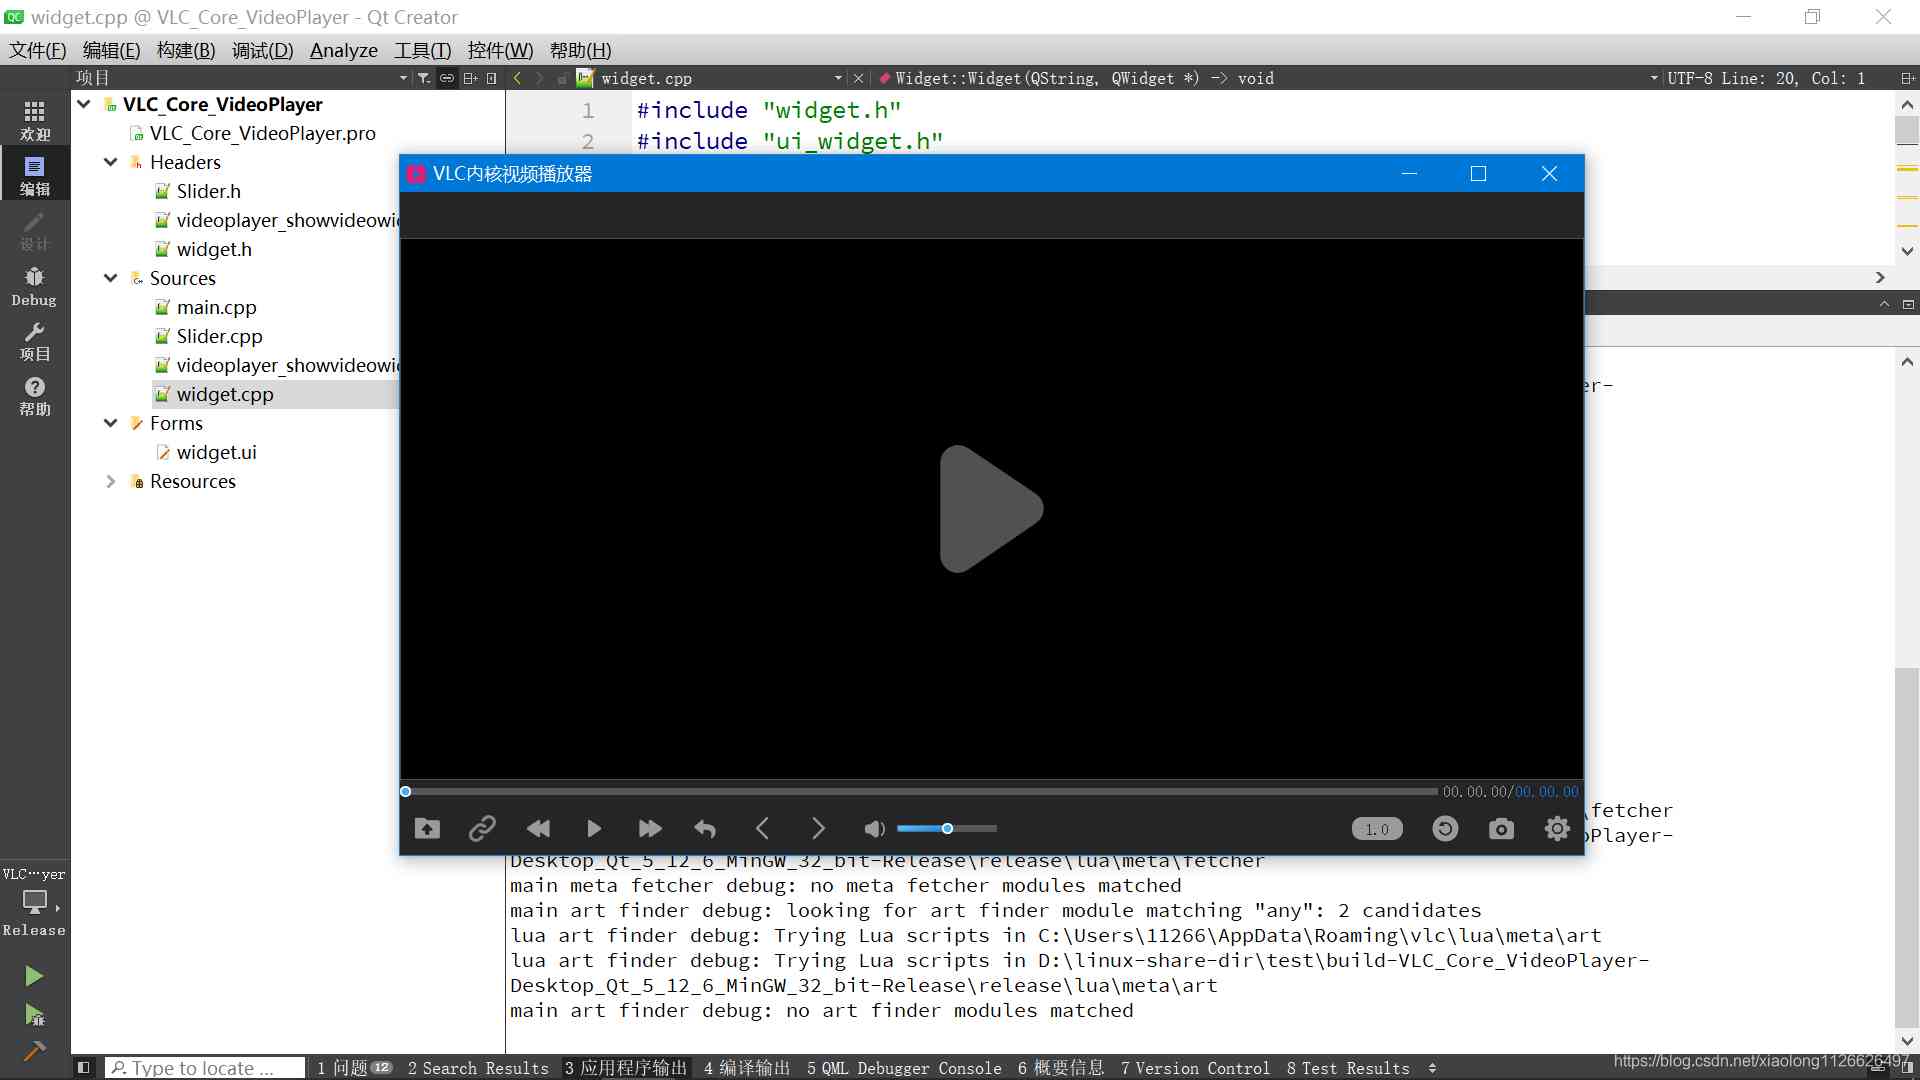 widget.cpp @ VLC_Core_VideoPlayer - Qt Creator
文件(F) 编辑(E) 构建(B) 调试(D) Analyze 工具(T) 控件(W) 帮助(H)
项目
widget.cpp
Widget::Widget(QString, QWidget *) -> void
UTF-8 Line: 20, Col: 1
欢迎
编辑
设计
Debug
项目
帮助
VLC_Core_VideoPlayer
VLC_Core_VideoPlayer.pro
Headers
Slider.h
videoplayer_showvideowi
widget.h
Sources
main.cpp
Slider.cpp
videoplayer_showvideowi
widget.cpp
Forms
widget.ui
Resources
1 #include "widget.h"
2 #include "ui_widget.h"
VLC内核视频播放器
00.00.00/00.00.00
1.0
er-
\fetcher
oPlayer-
Desktop_Qt_5_12_6_MinGW_32_bit-Release\release\lua\meta\fetcher
main meta fetcher debug: no meta fetcher modules matched
main art finder debug: looking for art finder module matching "any": 2 candidates
lua art finder debug: Trying Lua scripts in C:\Users\11266\AppData\Roaming\vlc\lua\meta\art
lua art finder debug: Trying Lua scripts in D:\linux-share-dir\test\build-VLC_Core_VideoPlayer-
Desktop_Qt_5_12_6_MinGW_32_bit-Release\release\lua\meta\art
main art finder debug: no art finder modules matched
VLC…yer
Release
Type to locate ...
1 问题 12 2 Search Results 3 应用程序输出 4 编译输出 5 QML Debugger Console 6 概要信息 7 Version Control 8 Test Results
https://blog.csdn.net/xiaolong1126626497